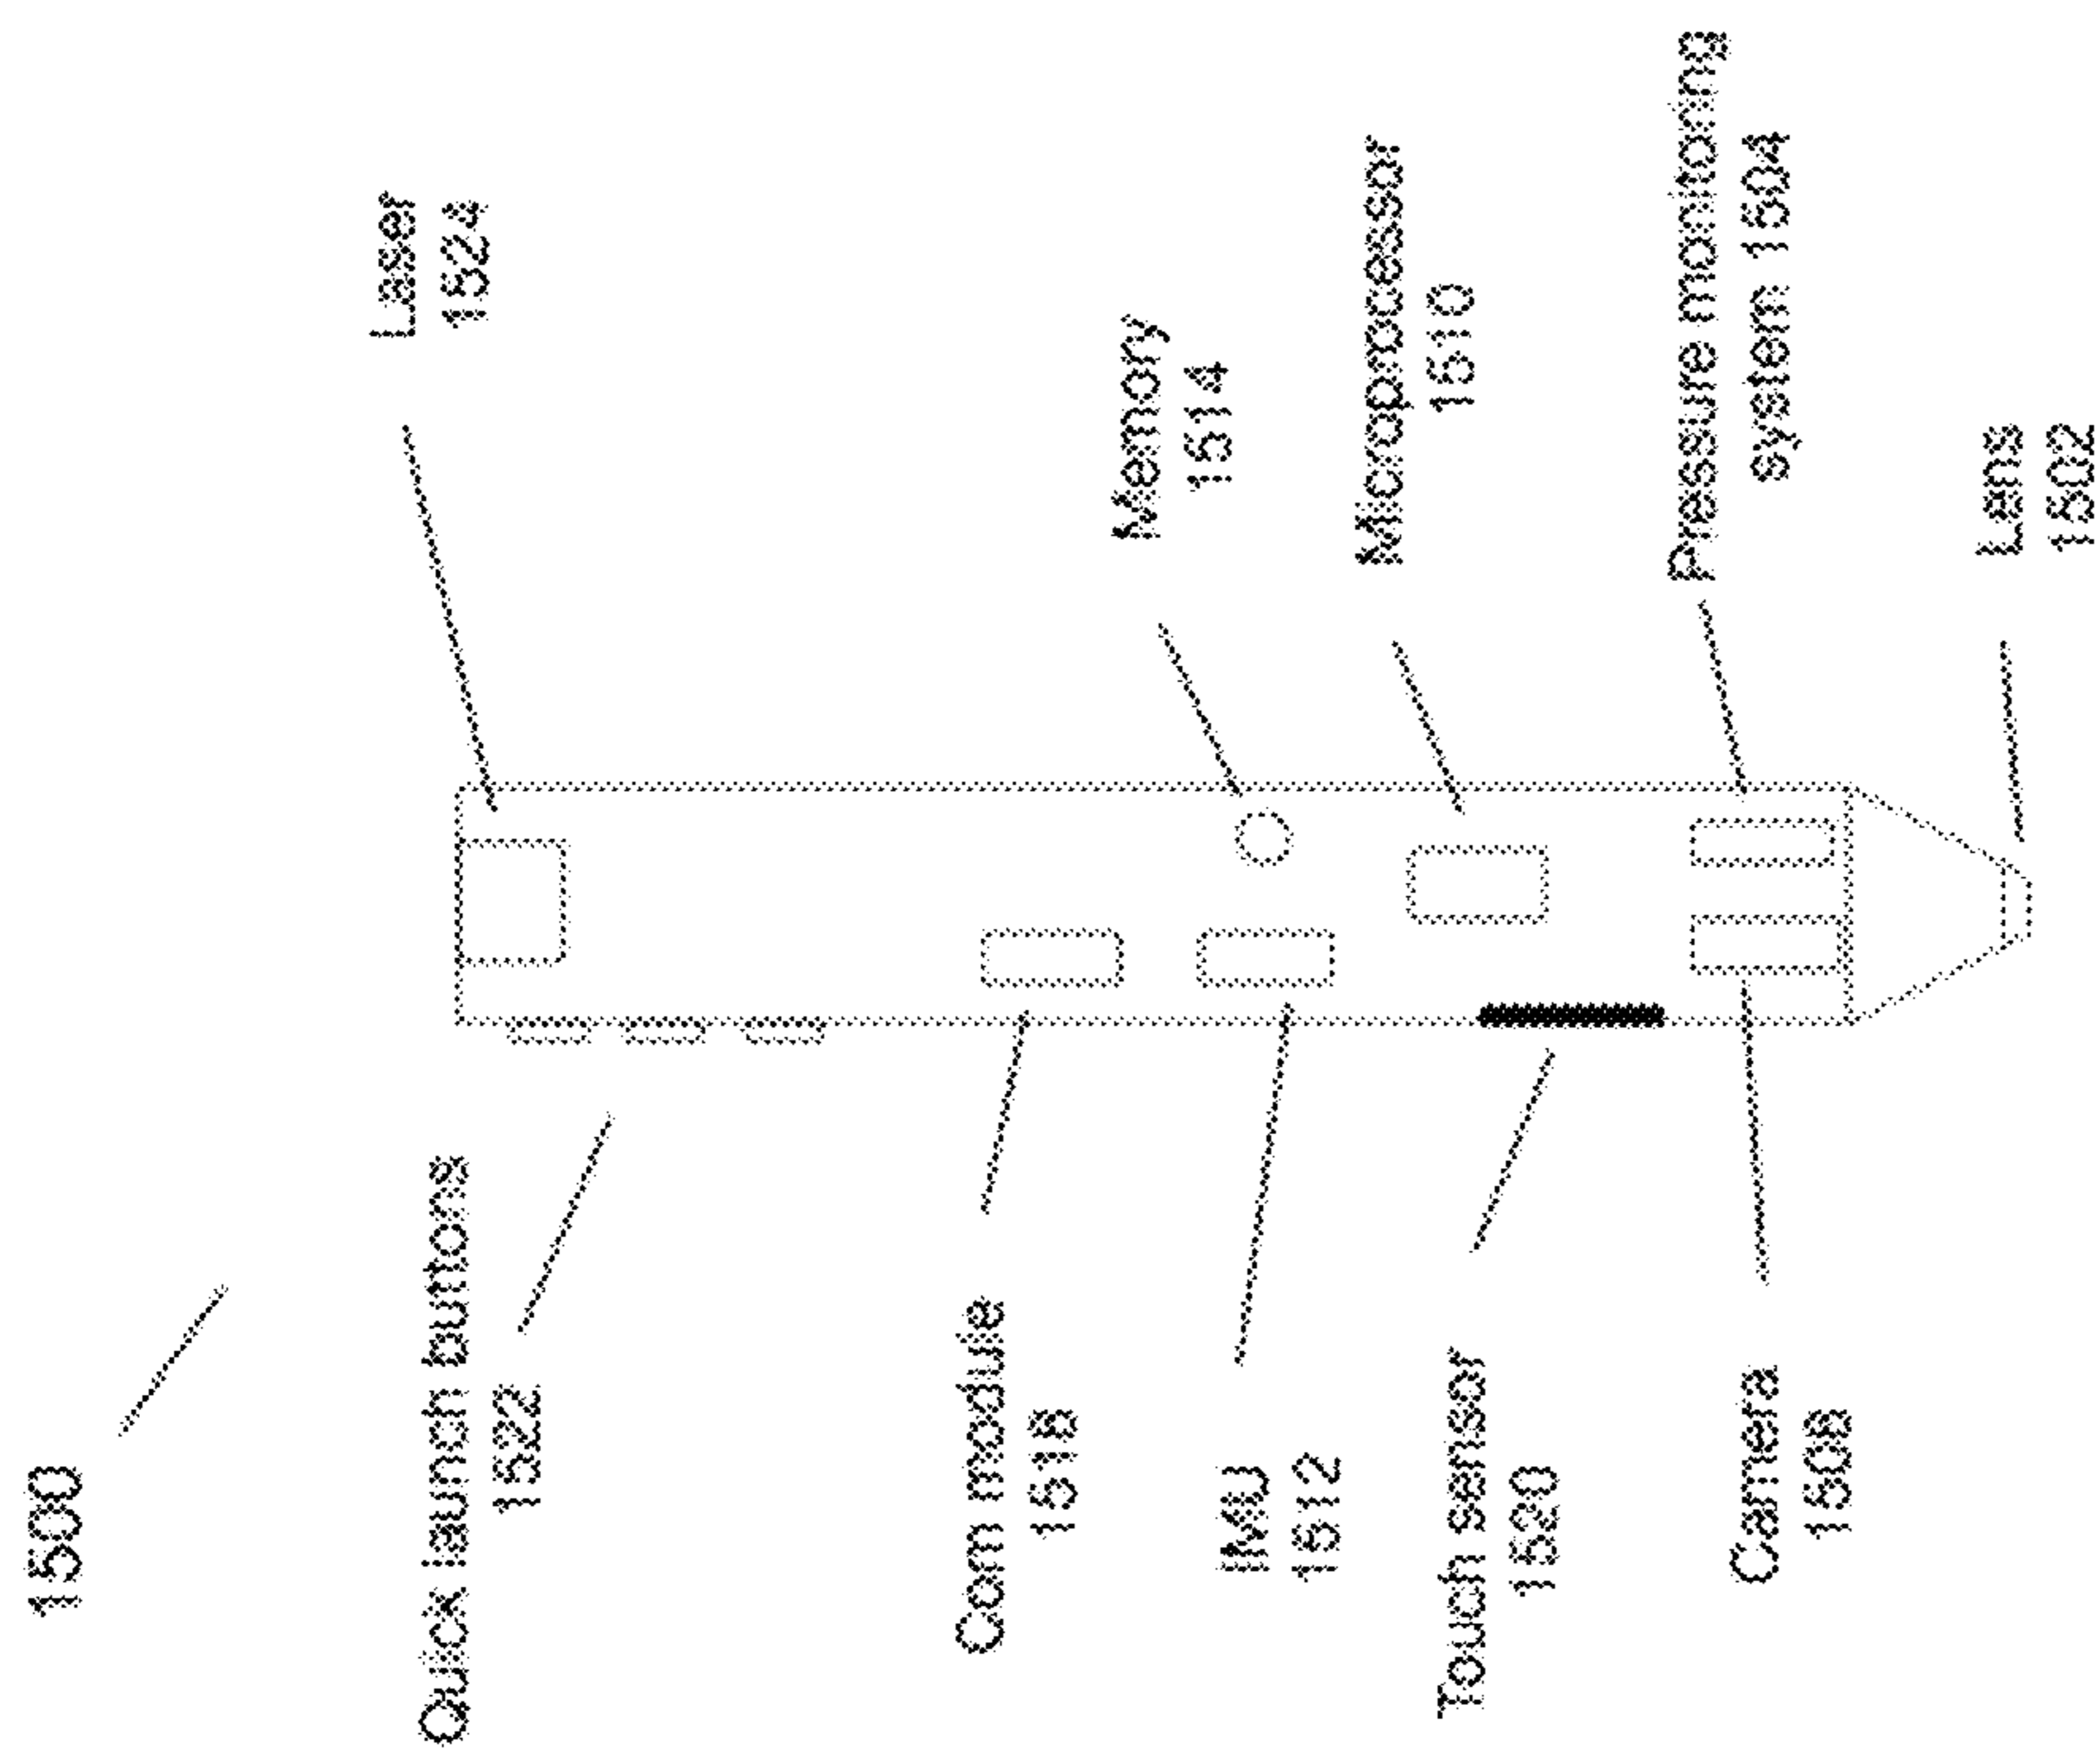 1500
Quick launch buttons
1522
Com module
1518
IMU
1512
Touch sensor
1520
Camera
1508
Laser
1524
Memory
1514
Microprocessor
1510
Pressure monitoring
system 1504
Lens
1502